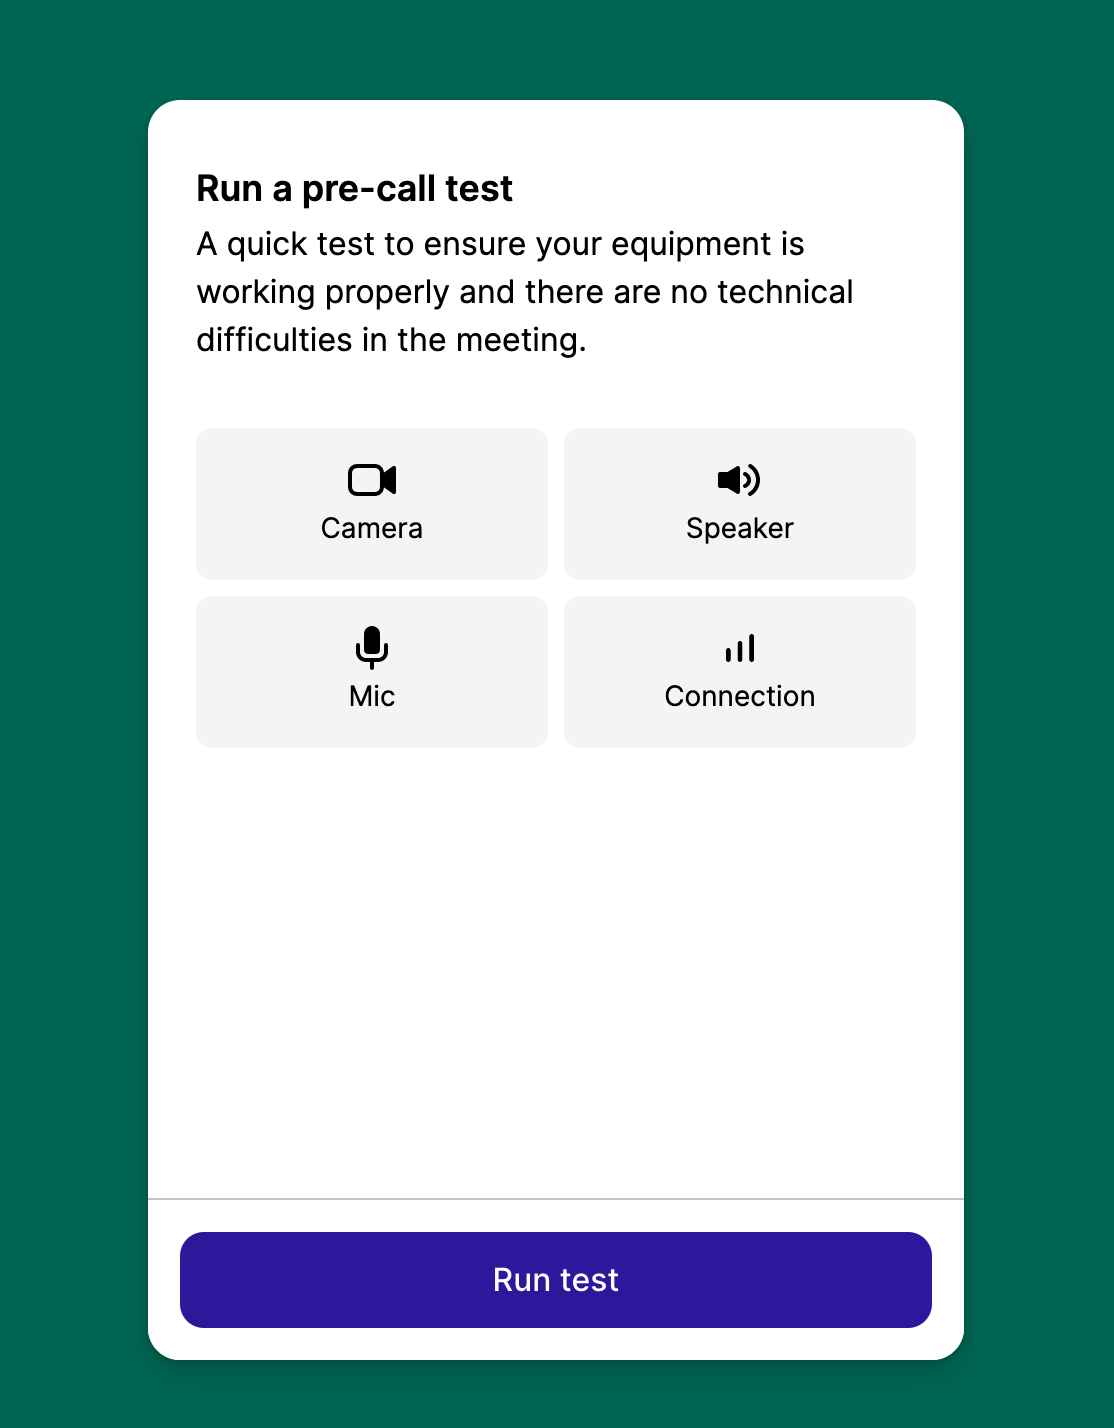 Run a pre-call test
A quick test to ensure your equipment is
working properly and there are no technical
difficulties in the meeting.
Camera
Speaker
Mic
Connection
Run test